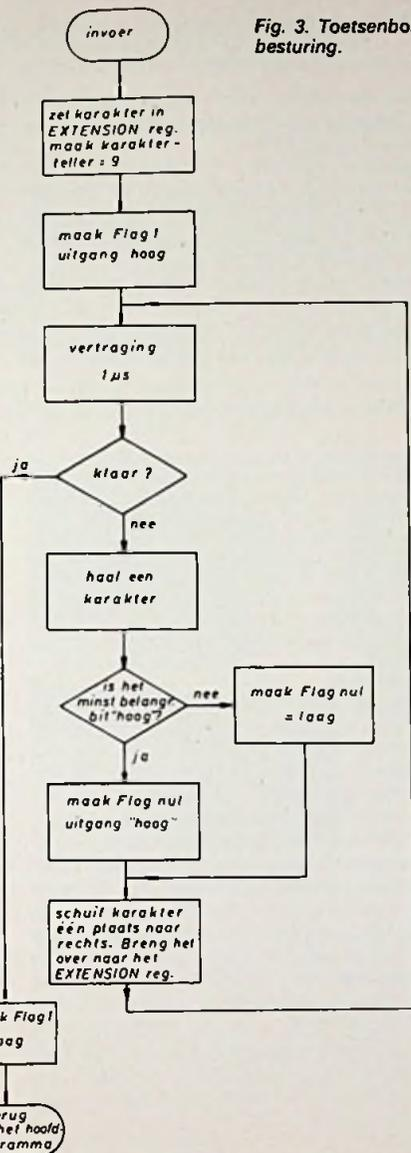 invoer
Fig. 3. Toetsenbo
besturing.
zet karakter in
EXTENSION reg.
maak karakter-
teller = 9
maak Flag 1
uitgang hoog
vertraging
1 µs
ja
klaar ?
nee
haal een
karakter
is het
minst belangr.
bit "hoog"?
nee
maak Flag nul
= laag
ja
maak Flag nul
uitgang "hoog"
schuif karakter
één plaats naar
rechts. Breng het
over naar het
EXTENSION reg.
k Flag 1
aag
erug
het hoofd-
ramma